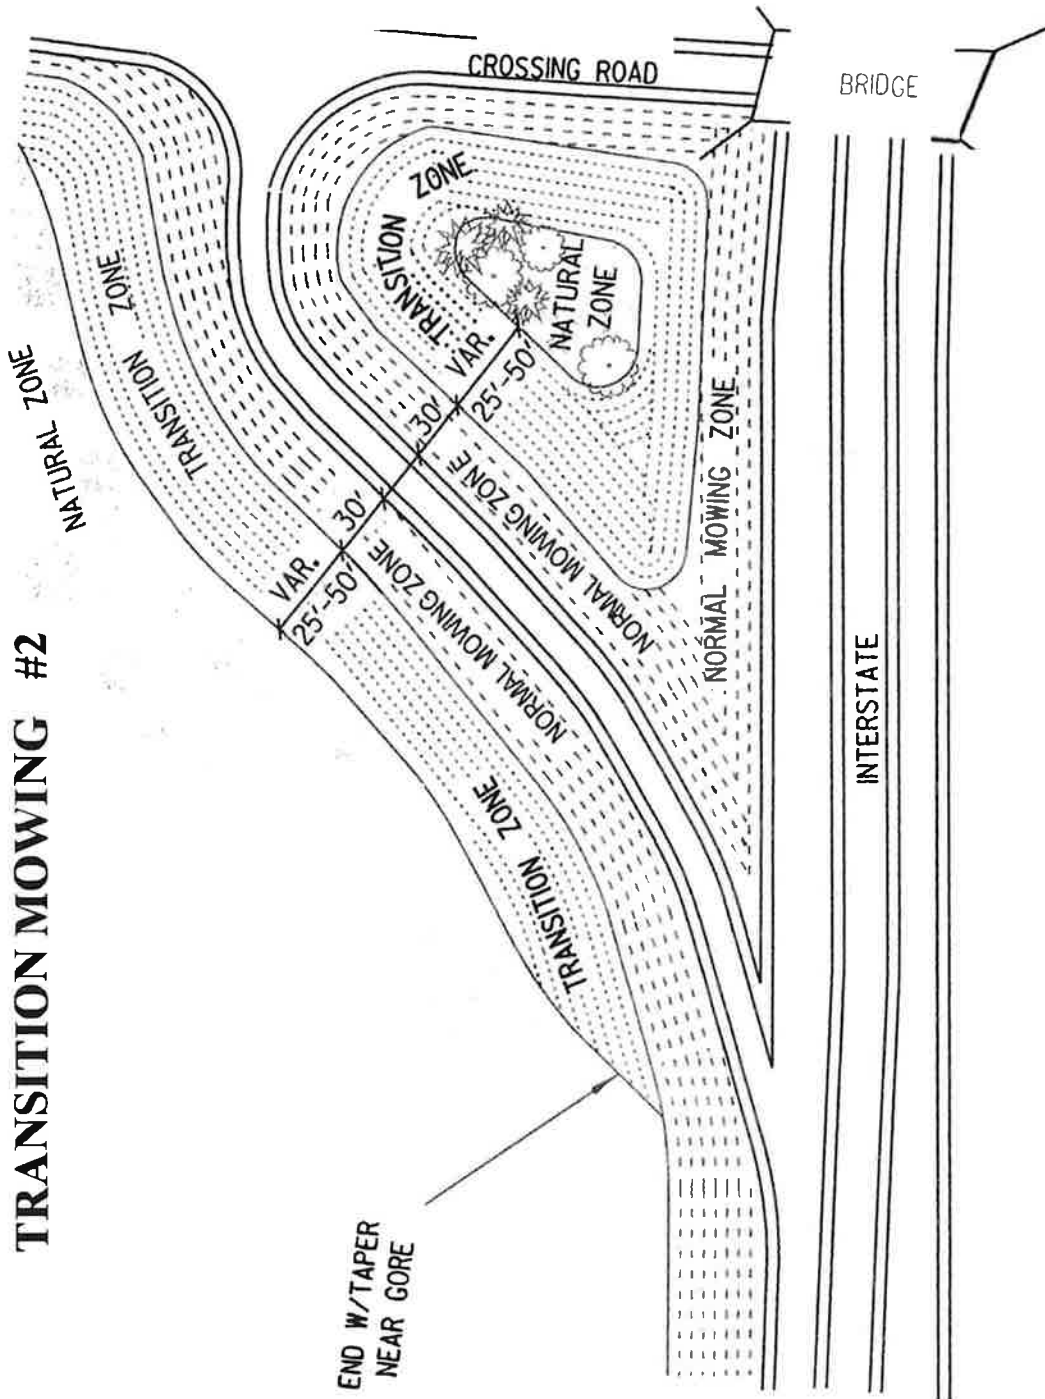 TRANSITION MOWING #2
NATURAL ZONE
TRANSITION ZONE
VAR.
25'-50'
30'
NORMAL MOWING ZONE
TRANSITION ZONE
END W/TAPER
NEAR GORE
CROSSING ROAD
BRIDGE
TRANSITION ZONE
NATURAL
ZONE
VAR.
25'-50'
30'
NORMAL MOWING ZONE
NORMAL MOWING ZONE
INTERSTATE